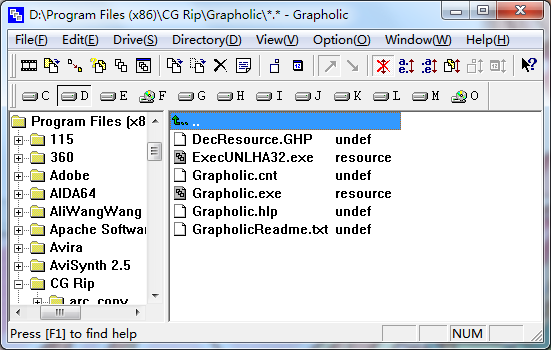 D:\Program Files (x86)\CG Rip\Grapholic\*.* - Grapholic
File(F) Edit(E) Drive(S) Directory(D) View(V) Option(O) Window(W) Help(H)
C D E F G H I J K L M O
Program Files (x8
115
360
Adobe
AIDA64
AliWangWang
Apache Softwa
Avira
AviSynth 2.5
CG Rip
arc_copy
..
DecResource.GHP undef
ExecUNLHA32.exe resource
Grapholic.cnt undef
Grapholic.exe resource
Grapholic.hlp undef
GrapholicReadme.txt undef
Press [F1] to find help
NUM